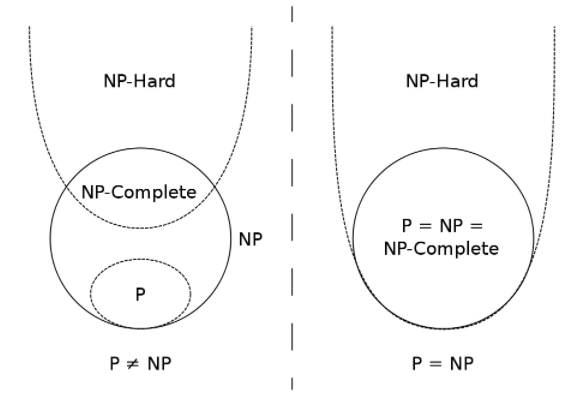 NP-Hard
NP-Complete
NP
P
P ≠ NP
NP-Hard
P = NP =
NP-Complete
P = NP